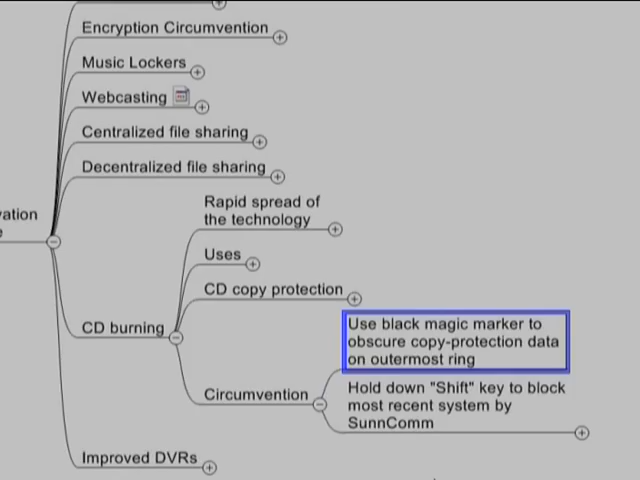 Encryption Circumvention
Music Lockers
Webcasting
Centralized file sharing
Decentralized file sharing
vation
e
Rapid spread of
the technology
Uses
CD copy protection
CD burning
Use black magic marker to
obscure copy-protection data
on outermost ring
Circumvention
Hold down "Shift" key to block
most recent system by
SunnComm
Improved DVRs